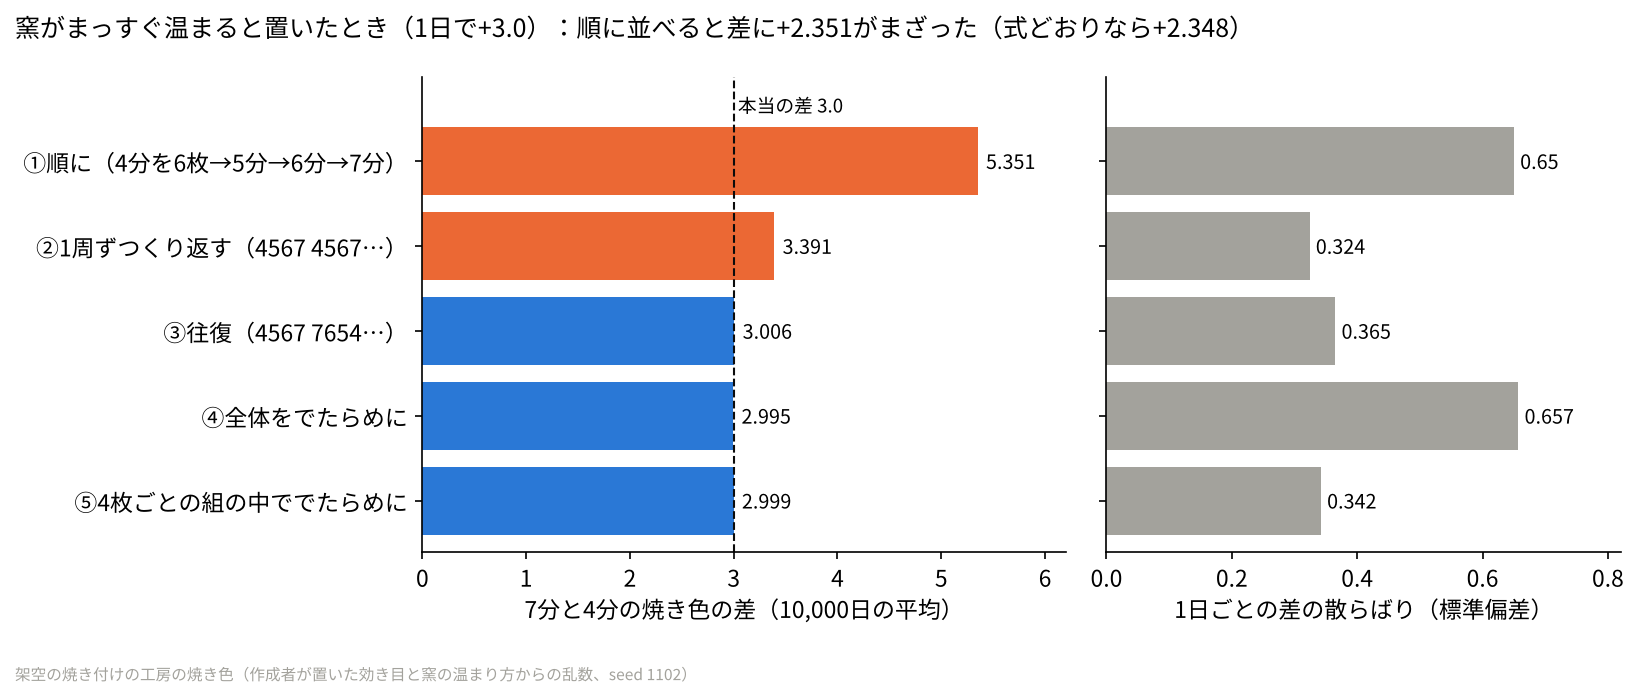 窯がまっすぐ温まると置いたとき（1日で+3.0）：順に並べると差に+2.351がまざった（式どおりなら+2.348）
本当の差 3.0
①順に（4分を6枚→5分→6分→7分） 5.351 0.65
②1周ずつくり返す（4567 4567…） 3.391 0.324
③往復（4567 7654…） 3.006 0.365
④全体をでたらめに 2.995 0.657
⑤4枚ごとの組の中ででたらめに 2.999 0.342
0 1 2 3 4 5 6 0.0 0.2 0.4 0.6 0.8
7分と4分の焼き色の差（10,000日の平均） 1日ごとの差の散らばり（標準偏差）
架空の焼き付けの工房の焼き色（作成者が置いた効き目と窯の温まり方からの乱数、seed 1102）